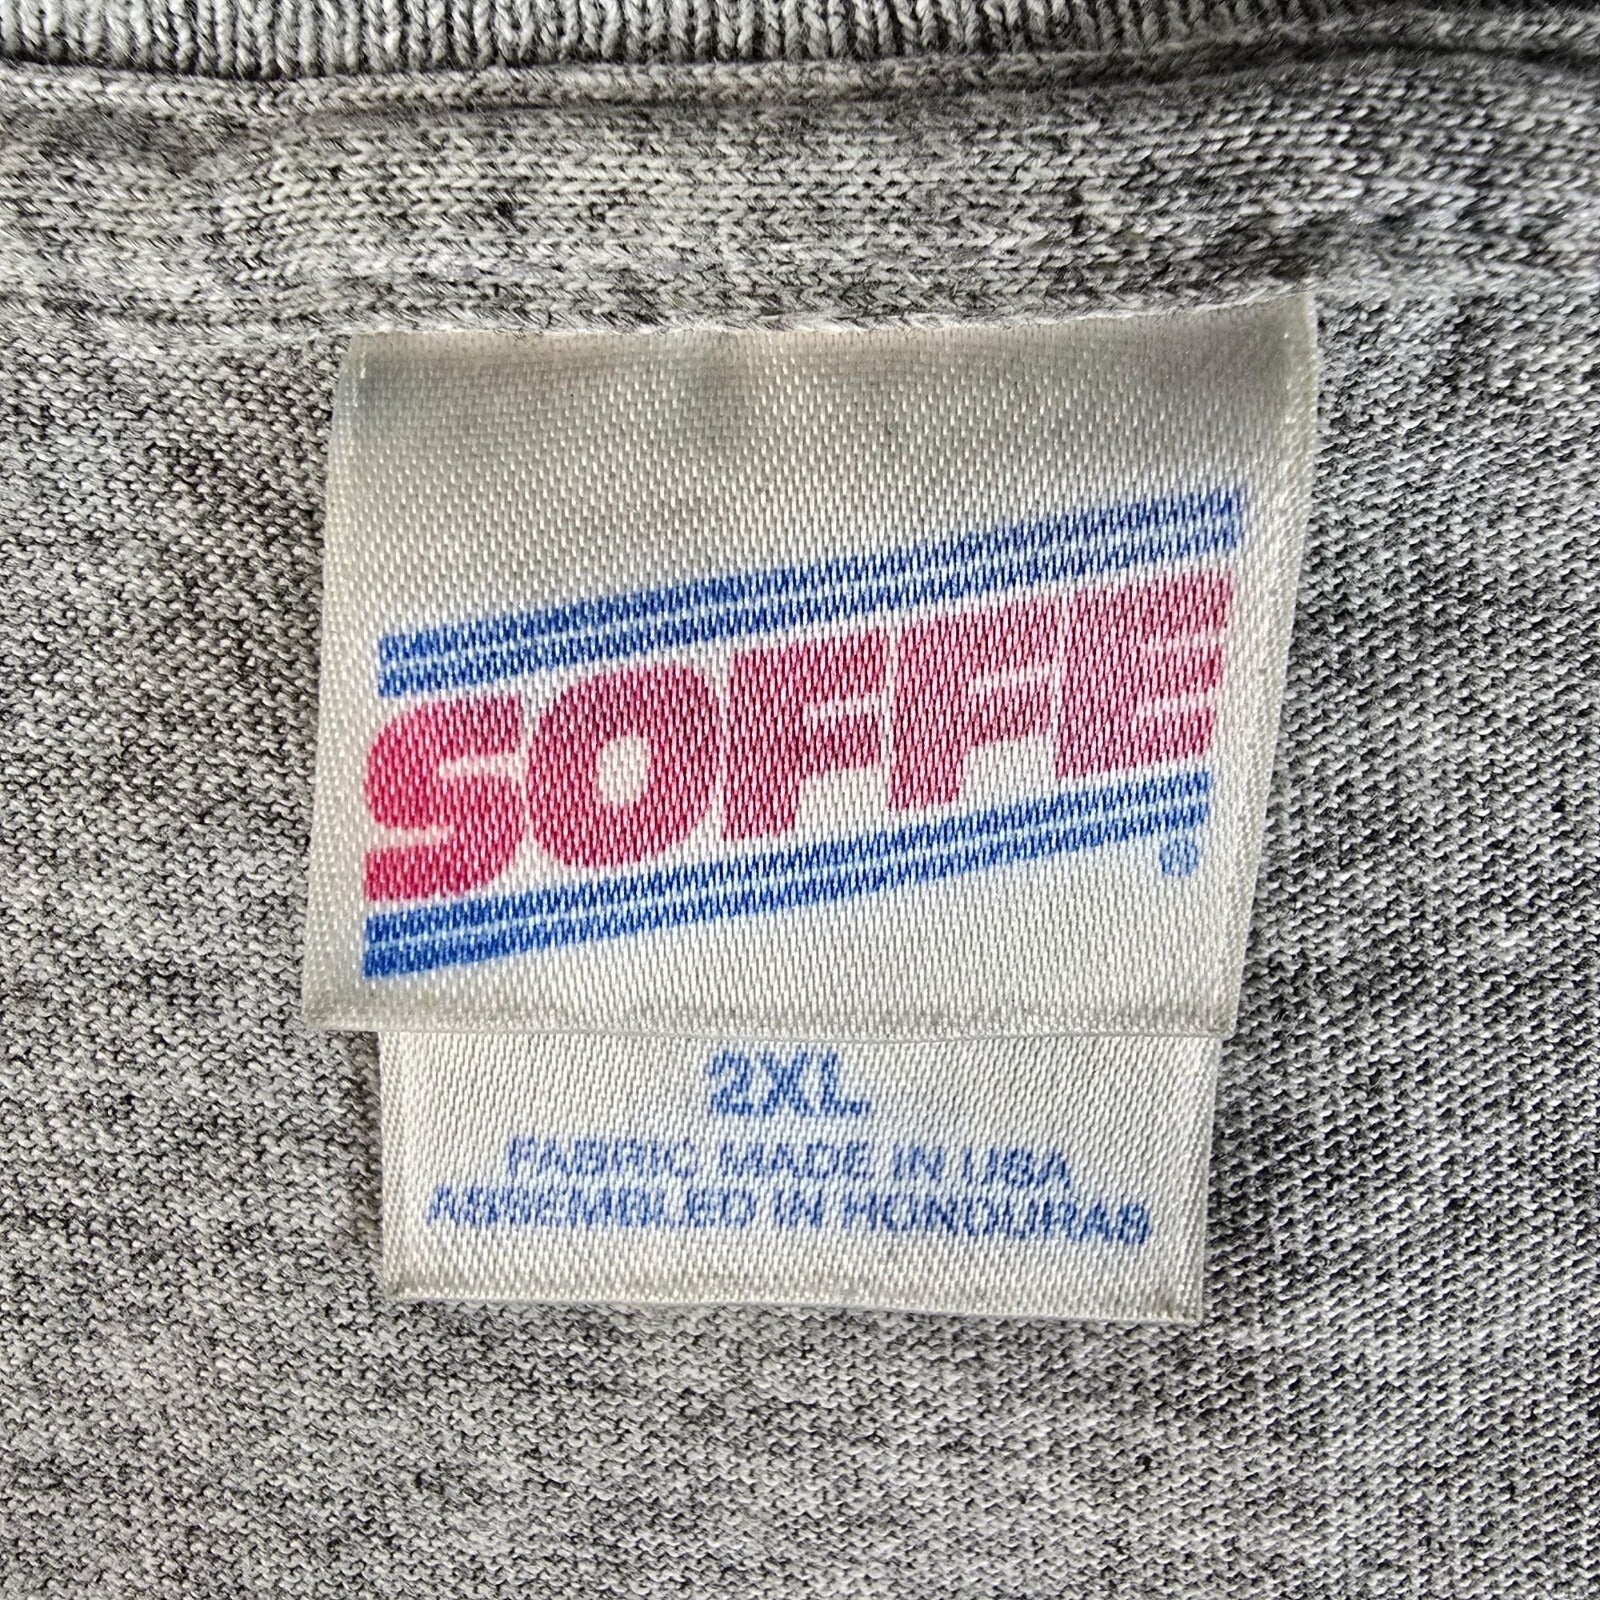 SOFFE®
2XL
FABRIC MADE IN USA
ASSEMBLED IN HONDURAS